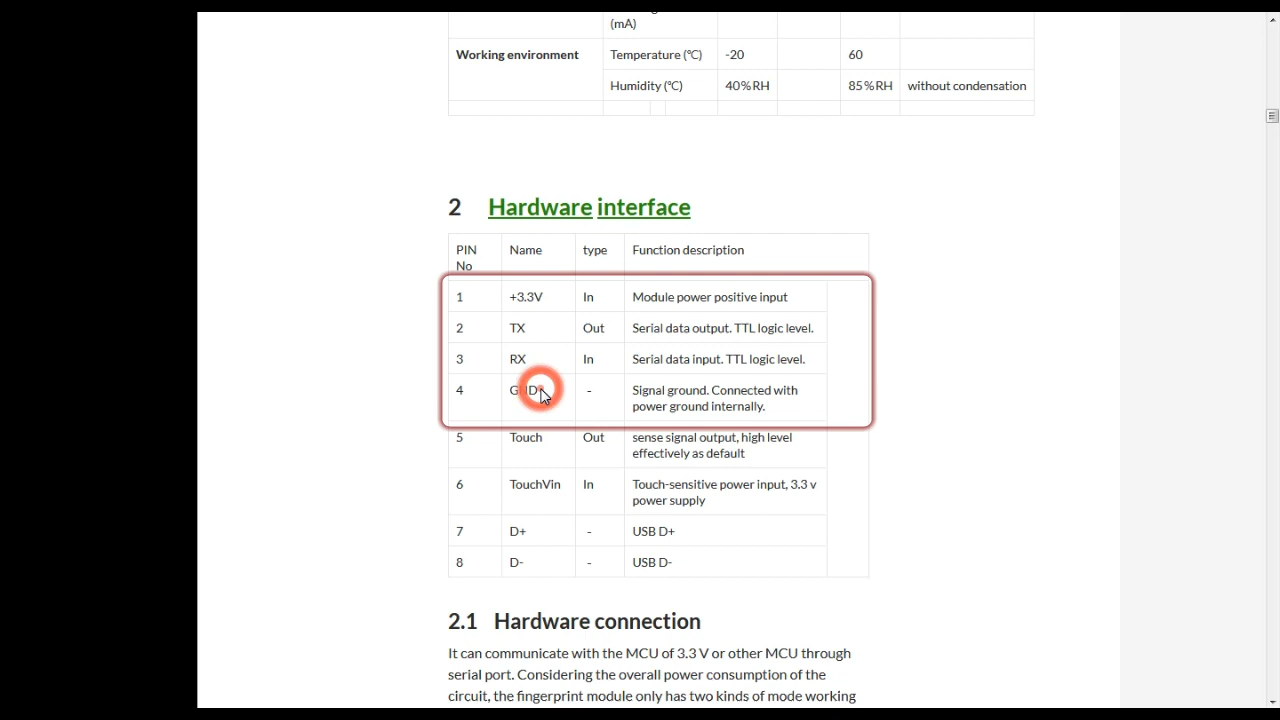 (mA)
Working environment Temperature (℃) -20 60
Humidity (℃) 40%RH 85%RH without condensation
2 Hardware interface
PIN No Name type Function description
1 +3.3V In Module power positive input
2 TX Out Serial data output. TTL logic level.
3 RX In Serial data input. TTL logic level.
4 GND - Signal ground. Connected with
power ground internally.
5 Touch Out sense signal output, high level
effectively as default
6 TouchVin In Touch-sensitive power input, 3.3 v
power supply
7 D+ - USB D+
8 D- - USB D-
2.1 Hardware connection
It can communicate with the MCU of 3.3 V or other MCU through
serial port. Considering the overall power consumption of the
circuit, the fingerprint module only has two kinds of mode working